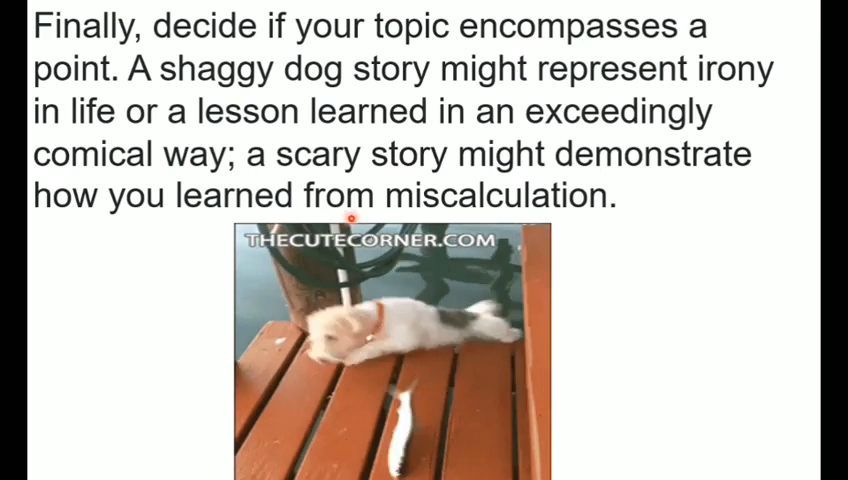 Finally, decide if your topic encompasses a
point. A shaggy dog story might represent irony
in life or a lesson learned in an exceedingly
comical way; a scary story might demonstrate
how you learned from miscalculation.
THECUTECORNER.COM